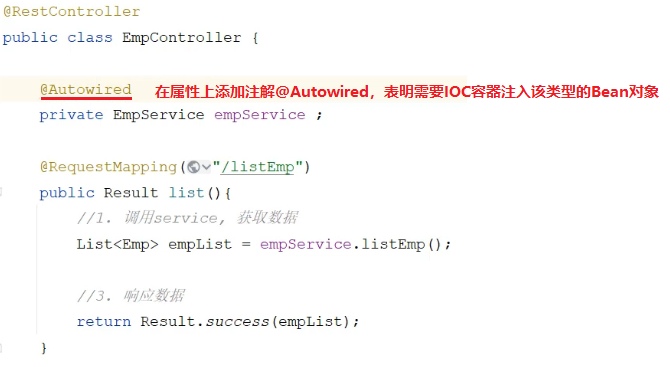 @RestController
public class EmpController {
@Autowired 在属性上添加注解@Autowired，表明需要IOC容器注入该类型的Bean对象
private EmpService empService ;
@RequestMapping("/listEmp")
public Result list(){
//1. 调用service, 获取数据
List<Emp> empList = empService.listEmp();
//3. 响应数据
return Result.success(empList);
}